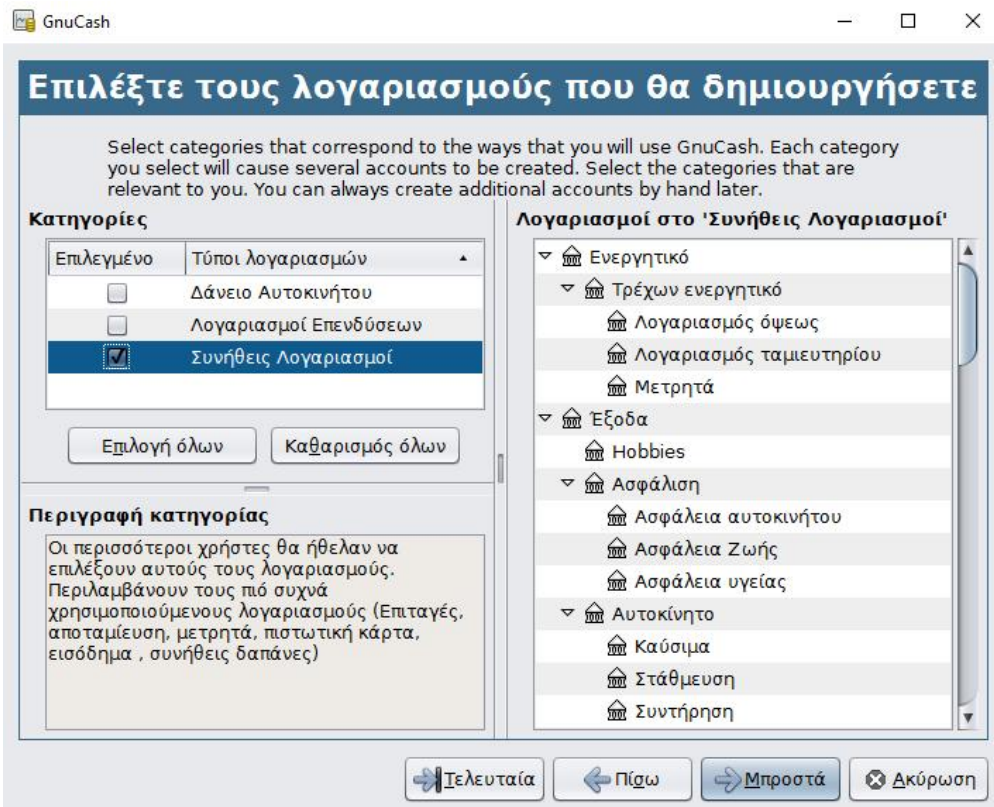 GnuCash
Επιλέξτε τους λογαριασμούς που θα δημιουργήσετε
Select categories that correspond to the ways that you will use GnuCash. Each category
you select will cause several accounts to be created. Select the categories that are
relevant to you. You can always create additional accounts by hand later.
Κατηγορίες
Επιλεγμένο Τύποι λογαριασμών
Δάνειο Αυτοκινήτου
Λογαριασμοί Επενδύσεων
Συνήθεις Λογαριασμοί
Επιλογή όλων Καθαρισμός όλων
Περιγραφή κατηγορίας
Οι περισσότεροι χρήστες θα ήθελαν να
επιλέξουν αυτούς τους λογαριασμούς.
Περιλαμβάνουν τους πιό συχνά
χρησιμοποιούμενους λογαριασμούς (Επιταγές,
αποταμίευση, μετρητά, πιστωτική κάρτα,
εισόδημα , συνήθεις δαπάνες)
Λογαριασμοί στο 'Συνήθεις Λογαριασμοί'
Ενεργητικό
Τρέχων ενεργητικό
Λογαριασμός όψεως
Λογαριασμός ταμιευτηρίου
Μετρητά
Έξοδα
Hobbies
Ασφάλιση
Ασφάλεια αυτοκινήτου
Ασφάλεια Ζωής
Ασφάλεια υγείας
Αυτοκίνητο
Καύσιμα
Στάθμευση
Συντήρηση
Τελευταία Πίσω Μπροστά Ακύρωση